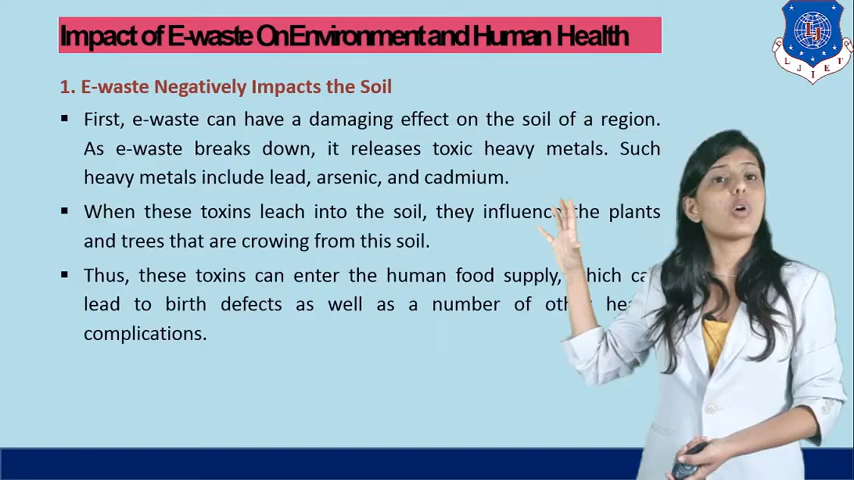 Impact of E-waste On Environment and Human Health
1. E-waste Negatively Impacts the Soil
▪ First, e-waste can have a damaging effect on the soil of a region.
As e-waste breaks down, it releases toxic heavy metals. Such
heavy metals include lead, arsenic, and cadmium.
▪ When these toxins leach into the soil, they influence the plants
and trees that are crowing from this soil.
▪ Thus, these toxins can enter the human food supply,
lead to birth defects as well as a number of
complications.
LJ
LJIET